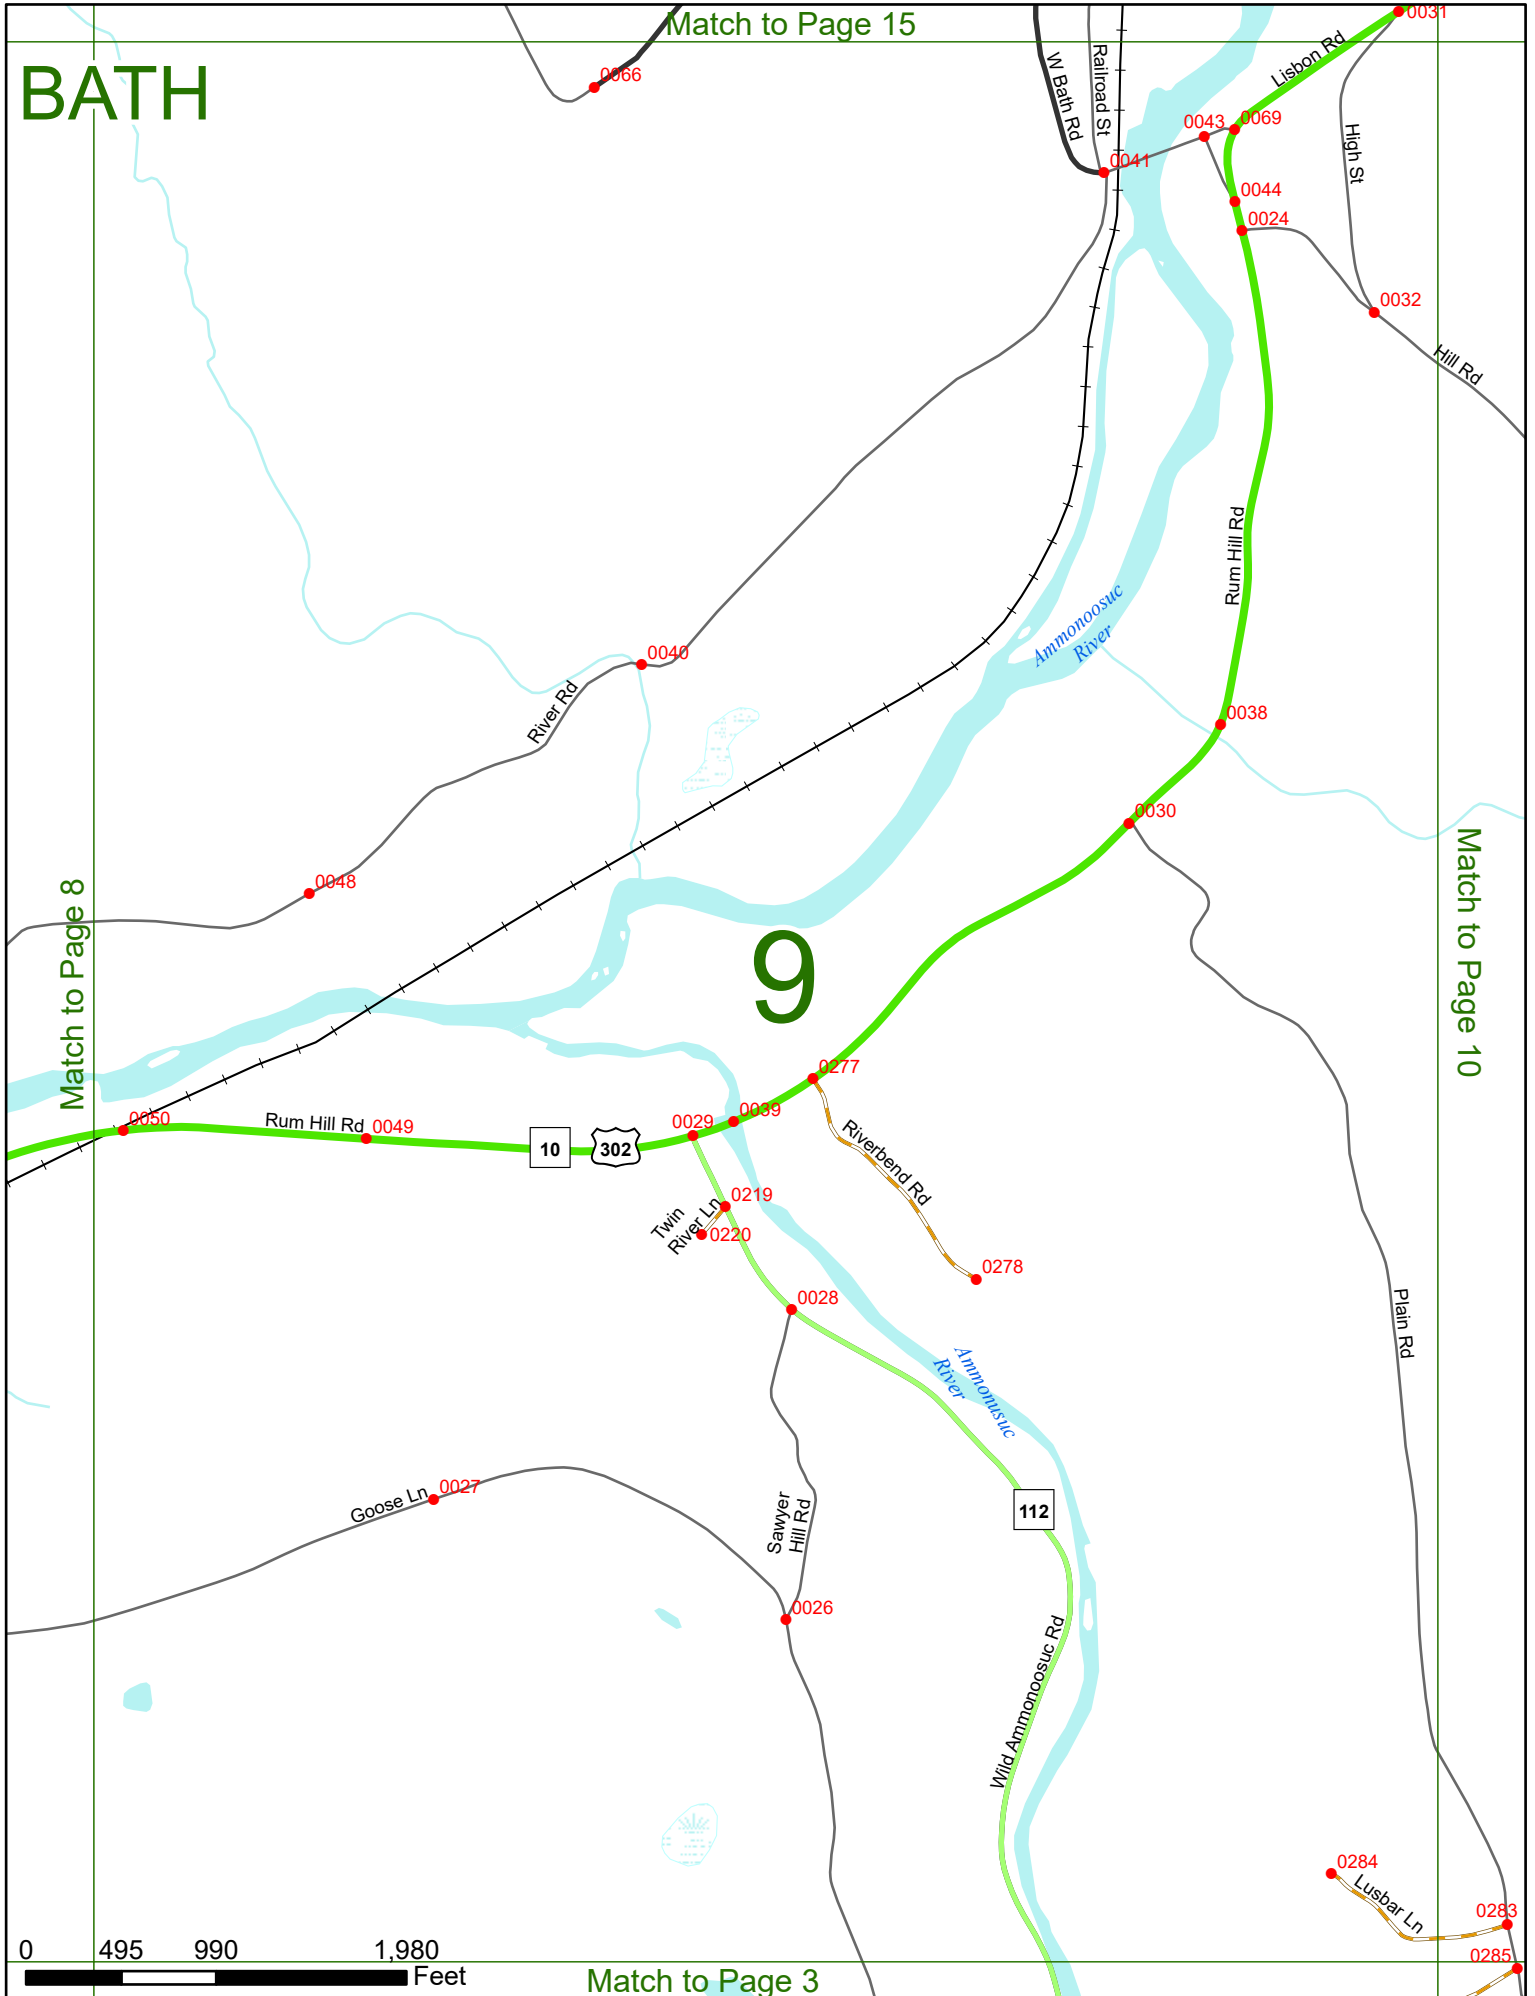 Match to Page 15
0031
BATH
0066
Lisbon Rd
W Bath Rd
Railroad St
0043
0069
High St
0041
0044
0024
0032
Hill Rd
Rum Hill Rd
Ammonoosuc
River
0040
River Rd
0038
0030
0048
Match to Page 8
9
Match to Page 10
0277
0050
Rum Hill Rd
0049
10
302
0029
0039
Riverbend Rd
0219
Twin
River Ln
0220
0278
0028
Plain Rd
Ammonusuc
River
0027
Goose Ln
112
Sawyer
Hill Rd
0026
Wild Ammonoosuc Rd
0284
Lusbar Ln
0283
0285
0 495 990 1,980
Feet
Match to Page 3